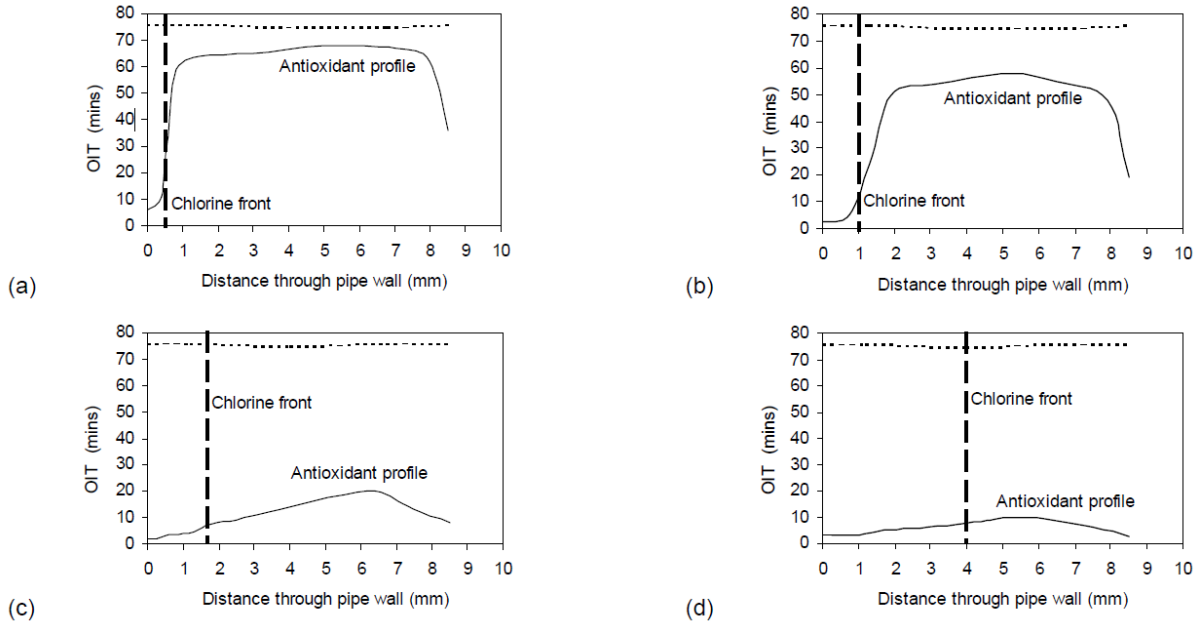 80
70
60
50
40
30
20
10
0
OIT (mins)
Antioxidant profile
Chlorine front
0 1 2 3 4 5 6 7 8 9 10
Distance through pipe wall (mm)
(a)
80
70
60
50
40
30
20
10
0
OIT (mins)
Antioxidant profile
Chlorine front
0 1 2 3 4 5 6 7 8 9 10
Distance through pipe wall (mm)
(b)
80
70
60
50
40
30
20
10
0
OIT (mins)
Chlorine front
Antioxidant profile
0 1 2 3 4 5 6 7 8 9 10
Distance through pipe wall (mm)
(c)
80
70
60
50
40
30
20
10
0
OIT (mins)
Chlorine front
Antioxidant profile
0 1 2 3 4 5 6 7 8 9 10
Distance through pipe wall (mm)
(d)